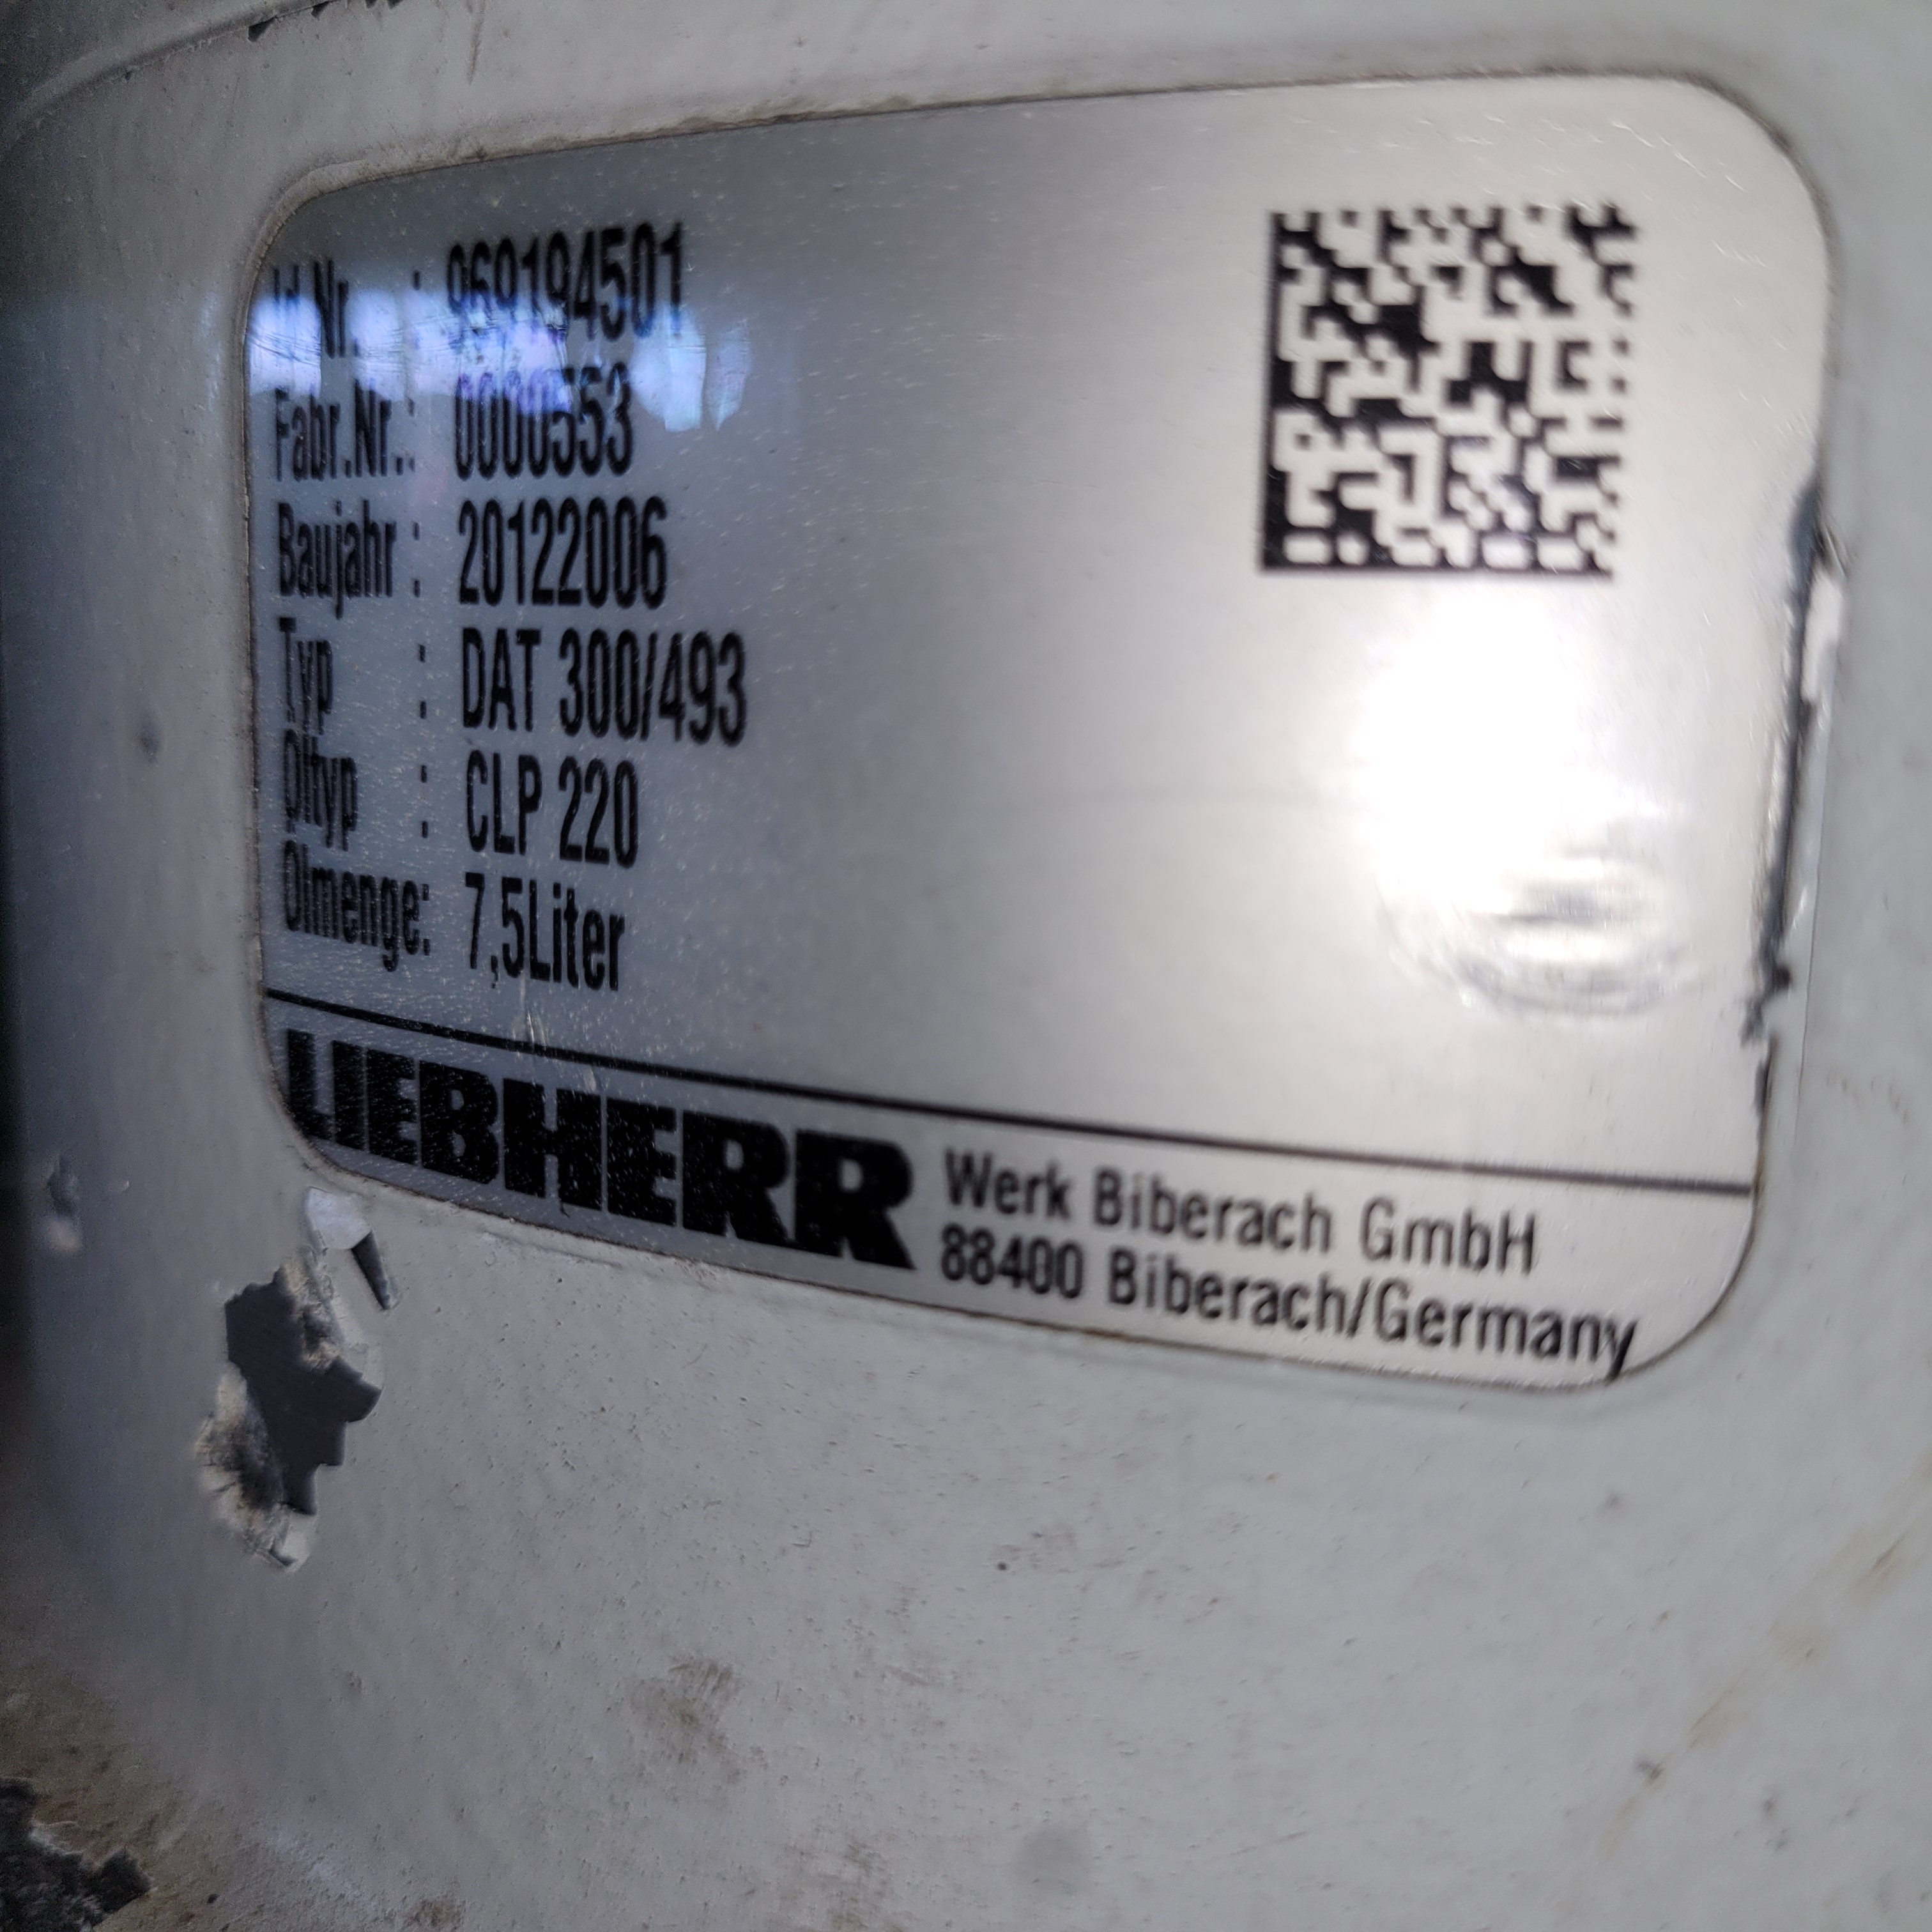 Id.Nr. : 969194501
Fabr.Nr.: 0000553
Baujahr : 20122006
Typ : DAT 300/493
Öltyp : CLP 220
Ölmenge: 7,5Liter
LIEBHERR Werk Biberach GmbH
88400 Biberach/Germany